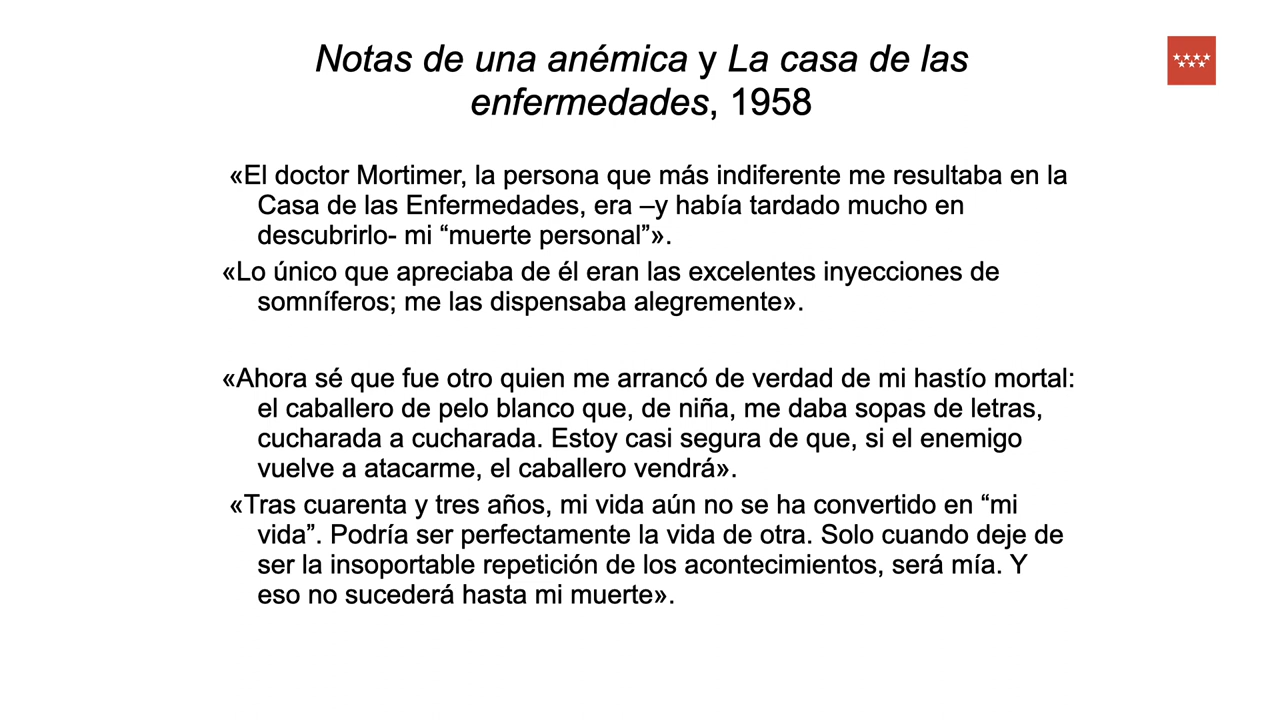 Notas de una anémica y La casa de las
enfermedades, 1958
«El doctor Mortimer, la persona que más indiferente me resultaba en la
Casa de las Enfermedades, era –y había tardado mucho en
descubrirlo- mi “muerte personal”».
«Lo único que apreciaba de él eran las excelentes inyecciones de
somníferos; me las dispensaba alegremente».
«Ahora sé que fue otro quien me arrancó de verdad de mi hastío mortal:
el caballero de pelo blanco que, de niña, me daba sopas de letras,
cucharada a cucharada. Estoy casi segura de que, si el enemigo
vuelve a atacarme, el caballero vendrá».
«Tras cuarenta y tres años, mi vida aún no se ha convertido en “mi
vida”. Podría ser perfectamente la vida de otra. Solo cuando deje de
ser la insoportable repetición de los acontecimientos, será mía. Y
eso no sucederá hasta mi muerte».